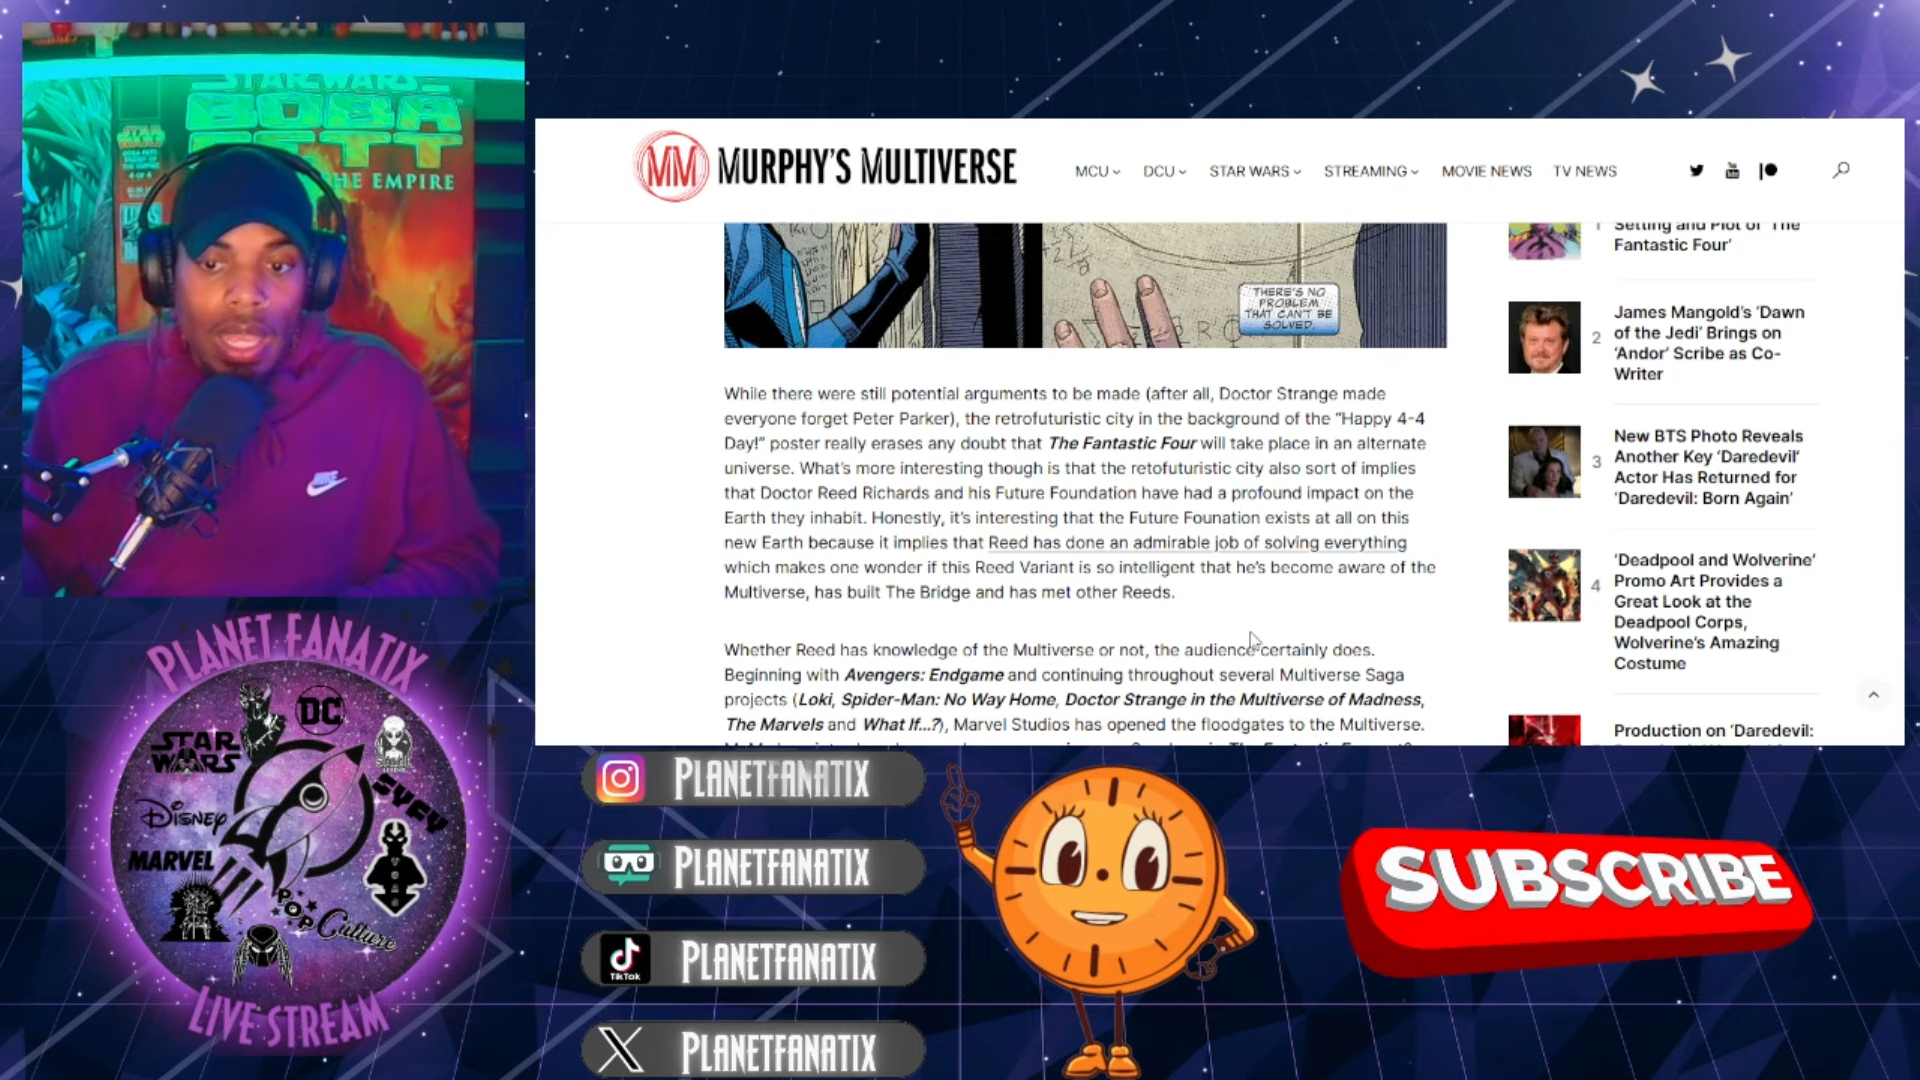 STAR WARS
BOBA
FETT
THE EMPIRE
STAR
WARS
4 OF 4
MM MURPHY'S MULTIVERSE
MCU
DCU
STAR WARS
STREAMING
MOVIE NEWS
TV NEWS
THERE'S NO
PROBLEM
THAT CAN'T BE
SOLVED.
While there were still potential arguments to be made (after all, Doctor Strange made
everyone forget Peter Parker), the retrofuturistic city in the background of the “Happy 4-4
Day!” poster really erases any doubt that The Fantastic Four will take place in an alternate
universe. What’s more interesting though is that the retofuturistic city also sort of implies
that Doctor Reed Richards and his Future Foundation have had a profound impact on the
Earth they inhabit. Honestly, it’s interesting that the Future Founation exists at all on this
new Earth because it implies that Reed has done an admirable job of solving everything
which makes one wonder if this Reed Variant is so intelligent that he’s become aware of the
Multiverse, has built The Bridge and has met other Reeds.
Whether Reed has knowledge of the Multiverse or not, the audience certainly does.
Beginning with Avengers: Endgame and continuing throughout several Multiverse Saga
projects (Loki, Spider-Man: No Way Home, Doctor Strange in the Multiverse of Madness,
The Marvels and What If...?), Marvel Studios has opened the floodgates to the Multiverse.
1
Setting and Plot of ‘The
Fantastic Four’
2
James Mangold’s ‘Dawn
of the Jedi’ Brings on
‘Andor’ Scribe as Co-
Writer
3
New BTS Photo Reveals
Another Key ‘Daredevil’
Actor Has Returned for
‘Daredevil: Born Again’
4
‘Deadpool and Wolverine’
Promo Art Provides a
Great Look at the
Deadpool Corps,
Wolverine’s Amazing
Costume
Production on ‘Daredevil:
PLANET FANATIX
DC
STAR
WARS
SYFY
DISNEY
MARVEL
POP Culture
LIVE STREAM
PLANETFANATIX
PLANETFANATIX
TikTok
PLANETFANATIX
PLANETFANATIX
SUBSCRIBE